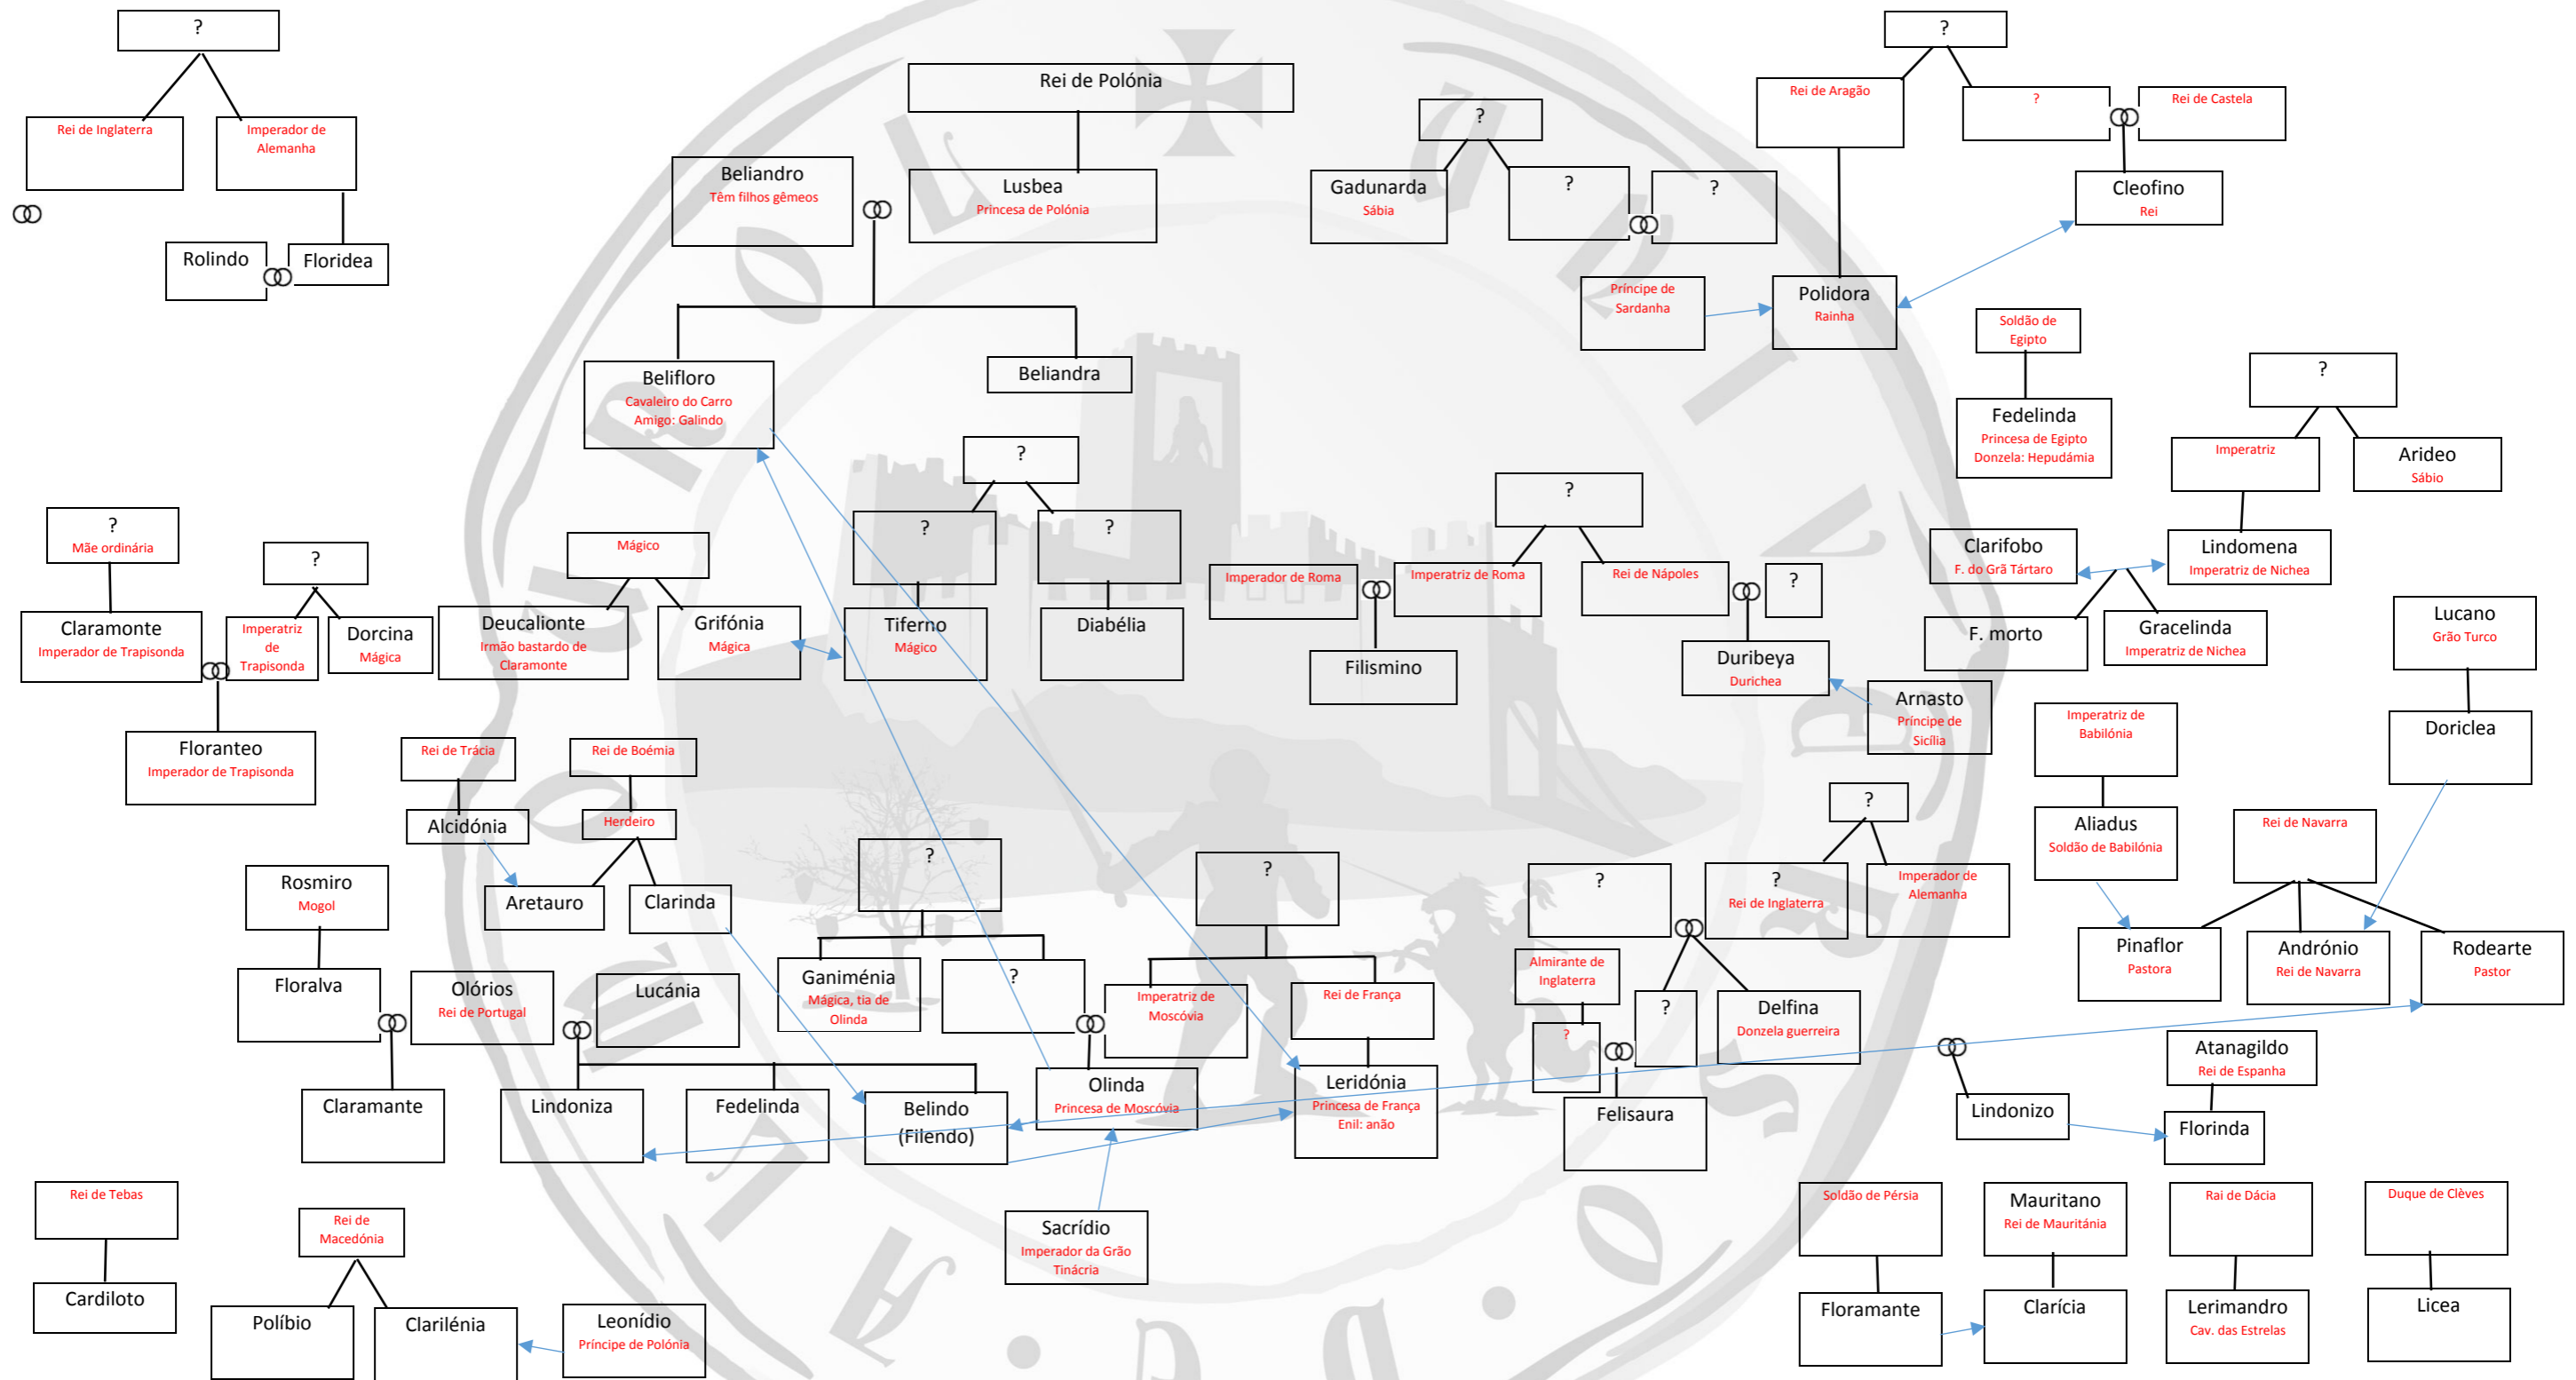 ?
Rei de Inglaterra
Imperador de
Alemanha
Rolindo
Floridea
Rei de Polónia
Beliandro
Têm filhos gêmeos
Lusbea
Princesa de Polónia
Belifloro
Cavaleiro do Carro
Amigo: Galindo
Beliandra
?
Gadunarda
Sábia
?
?
?
Rei de Aragão
?
Rei de Castela
Cleofino
Rei
Príncipe de
Sardanha
Polidora
Rainha
Soldão de
Egipto
Fedelinda
Princesa de Egipto
Donzela: Hepudámia
?
Imperatriz
Arideo
Sábio
Clarifobo
F. do Grã Tártaro
Lindomena
Imperatriz de Nichea
F. morto
Gracelinda
Imperatriz de Nichea
Lucano
Grão Turco
Doriclea
?
Mãe ordinária
?
Claramonte
Imperador de Trapisonda
Imperatriz
de
Trapisonda
Dorcina
Mágica
Floranteo
Imperador de Trapisonda
Mágico
Deucalionte
Irmão bastardo de
Claramonte
Grifónia
Mágica
?
?
?
Tiferno
Mágico
Diabélia
?
Imperador de Roma
Imperatriz de Roma
Rei de Nápoles
?
Filismino
Duribeya
Durichea
Arnasto
Príncipe de
Sicília
Rei de Trácia
Rei de Boémia
Alcidónia
Herdeiro
Aretauro
Clarinda
Rosmiro
Mogol
Floralva
Olórios
Rei de Portugal
Lucánia
Claramante
Lindoniza
Fedelinda
Belindo
(Filendo)
?
Ganiménia
Mágica, tia de
Olinda
?
Imperatriz de
Moscóvia
Olinda
Princesa de Moscóvia
?
Rei de França
Leridónia
Princesa de França
Enil: anão
Sacrídio
Imperador da Grão
Tinácria
?
?
?
Rei de Inglaterra
Imperador de
Alemanha
Almirante de
Inglaterra
?
?
Delfina
Donzela guerreira
Felisaura
Imperatriz de
Babilónia
Aliadus
Soldão de Babilónia
Rei de Navarra
Pinaflor
Pastora
Andrónio
Rei de Navarra
Rodearte
Pastor
Lindonizo
Atanagildo
Rei de Espanha
Florinda
Rei de Tebas
Cardiloto
Rei de
Macedónia
Políbio
Clarilénia
Leonídio
Príncipe de Polónia
Soldão de Pérsia
Floramante
Mauritano
Rei de Mauritánia
Clarícia
Rai de Dácia
Lerimandro
Cav. das Estrelas
Duque de Clèves
Licea